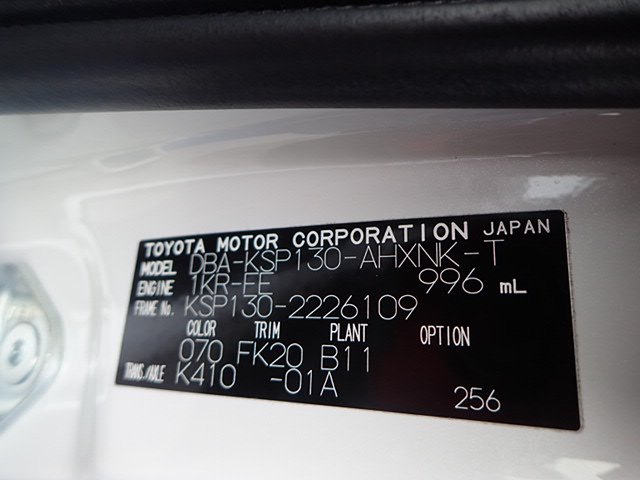 TOYOTA MOTOR CORPORATION JAPAN
MODEL DBA-KSP130-AHXNK-T
ENGINE 1KR-FE 996 mL
FRAME No. KSP130-2226109
COLOR TRIM PLANT OPTION
070 FK20 B11
TRANS./AXLE K410 -01A
256